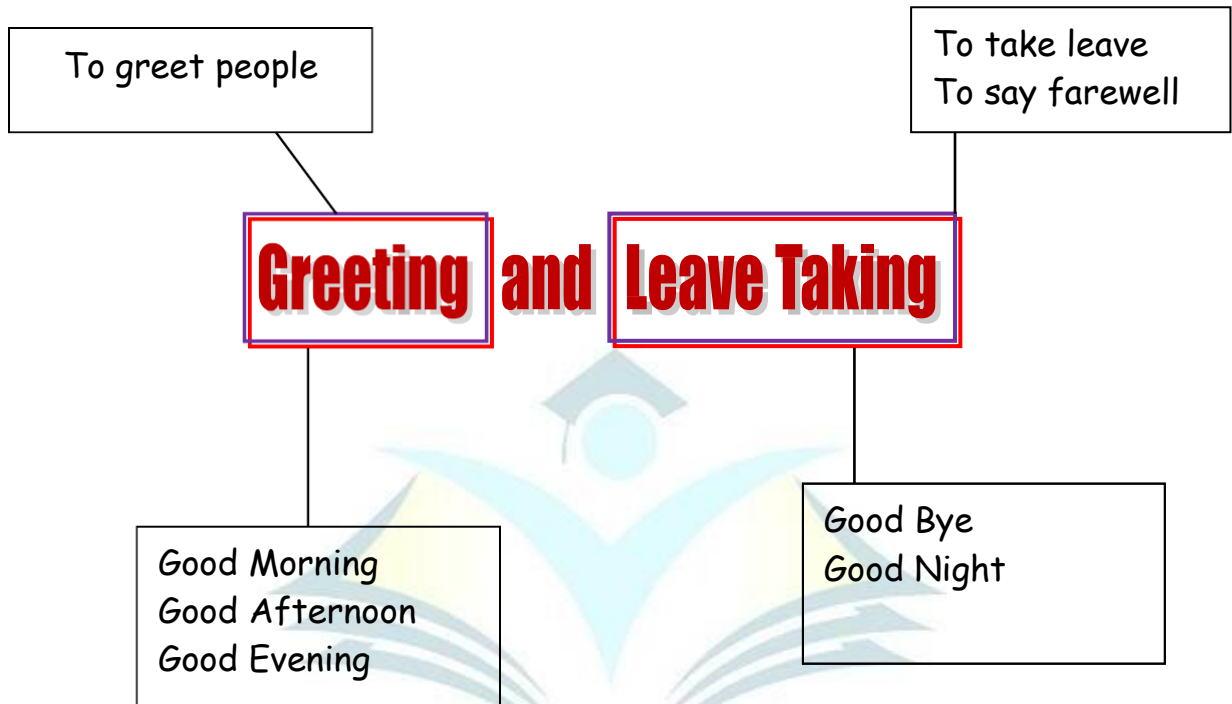 To greet people
To take leave
To say farewell
Greeting and Leave Taking
Good Morning
Good Afternoon
Good Evening
Good Bye
Good Night